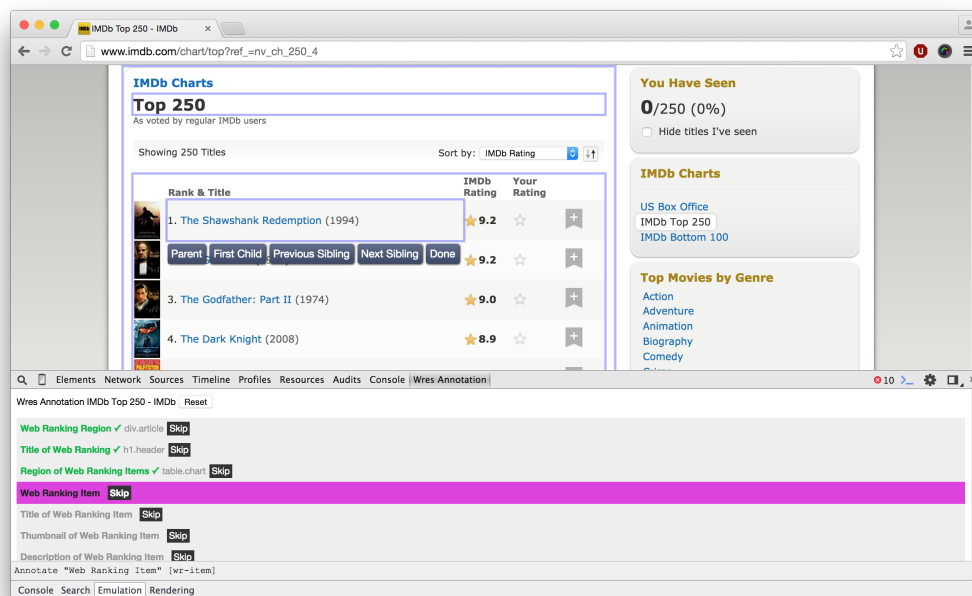 IMDb Top 250 - IMDb
www.imdb.com/chart/top?ref_=nv_ch_250_4
IMDb Charts
Top 250
As voted by regular IMDb users
Showing 250 Titles
Sort by: IMDb Rating
Rank & Title IMDb Rating Your Rating
1. The Shawshank Redemption (1994) 9.2
Parent First Child Previous Sibling Next Sibling Done
9.2
3. The Godfather: Part II (1974) 9.0
4. The Dark Knight (2008) 8.9
You Have Seen
0/250 (0%)
Hide titles I've seen
IMDb Charts
US Box Office
IMDb Top 250
IMDb Bottom 100
Top Movies by Genre
Action
Adventure
Animation
Biography
Comedy
Elements Network Sources Timeline Profiles Resources Audits Console Wres Annotation 10
Wres Annotation IMDb Top 250 - IMDb Reset
Web Ranking Region ✓ div.article Skip
Title of Web Ranking ✓ h1.header Skip
Region of Web Ranking Items ✓ table.chart Skip
Web Ranking Item Skip
Title of Web Ranking Item Skip
Thumbnail of Web Ranking Item Skip
Description of Web Ranking Item Skip
Annotate "Web Ranking Item" [wr-item]
Console Search Emulation Rendering